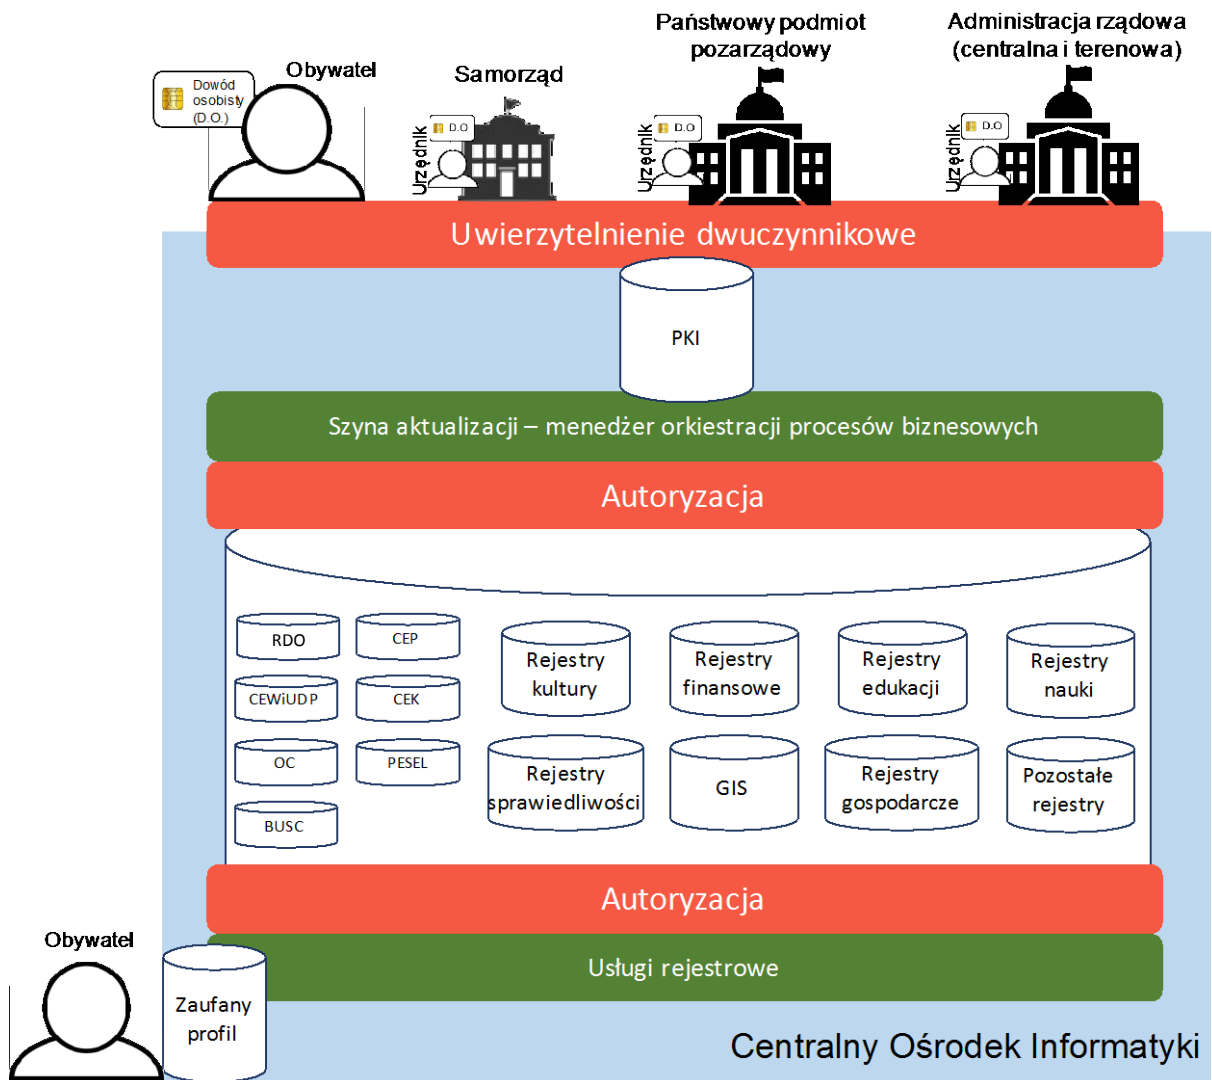 Państwowy podmiot
pozarządowy
Administracja rządowa
(centralna i terenowa)
Obywatel
Samorząd
Dowód
osobisty
(D.O.)
Urzędnik
D.O
Urzędnik
D.O
Urzędnik
D.O
Uwierzytelnienie dwuczynnikowe
PKI
Szyna aktualizacji – menedżer orkiestracji procesów biznesowych
Autoryzacja
RDO
CEP
CEWiUDP
CEK
OC
PESEL
BUSC
Rejestry
kultury
Rejestry
finansowe
Rejestry
edukacji
Rejestry
nauki
Rejestry
sprawiedliwości
GIS
Rejestry
gospodarcze
Pozostałe
rejestry
Autoryzacja
Obywatel
Usługi rejestrowe
Zaufany
profil
Centralny Ośrodek Informatyki